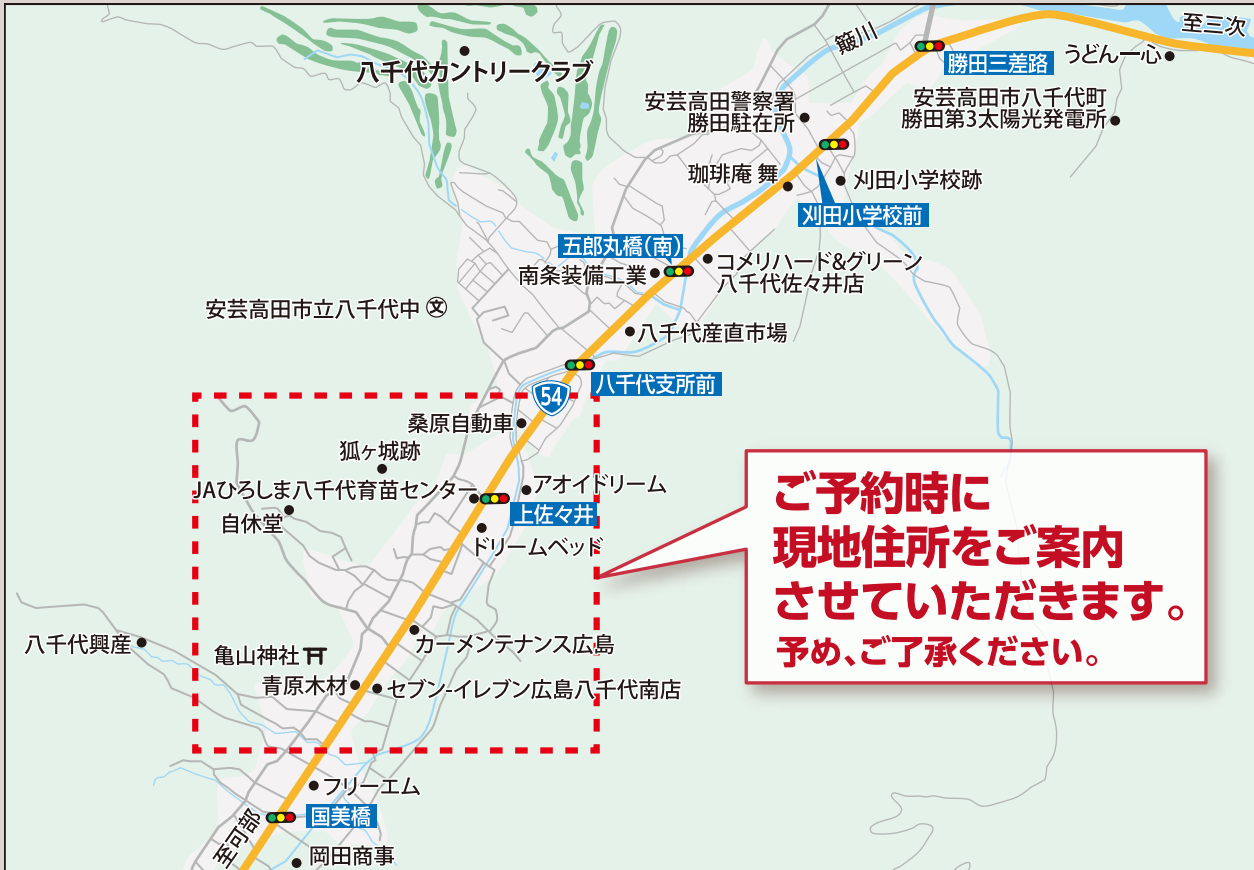 至三次
簸川
勝田三差路
うどん一心
八千代カントリークラブ
安芸高田警察署
勝田駐在所
安芸高田市八千代町
勝田第3太陽光発電所
珈琲庵 舞
刈田小学校跡
刈田小学校前
五郎丸橋(南)
南条装備工業
コメリハード&グリーン
八千代佐々井店
安芸高田市立八千代中
文
八千代産直市場
八千代支所前
54
桑原自動車
狐ヶ城跡
JAひろしま八千代育苗センター
アオイドリーム
自休堂
上佐々井
ドリームベッド
ご予約時に
現地住所をご案内
させていただきます。
予め、ご了承ください。
八千代興産
亀山神社
カーメンテナンス広島
青原木材
セブン-イレブン広島八千代南店
フリーエム
国美橋
至可部
岡田商事